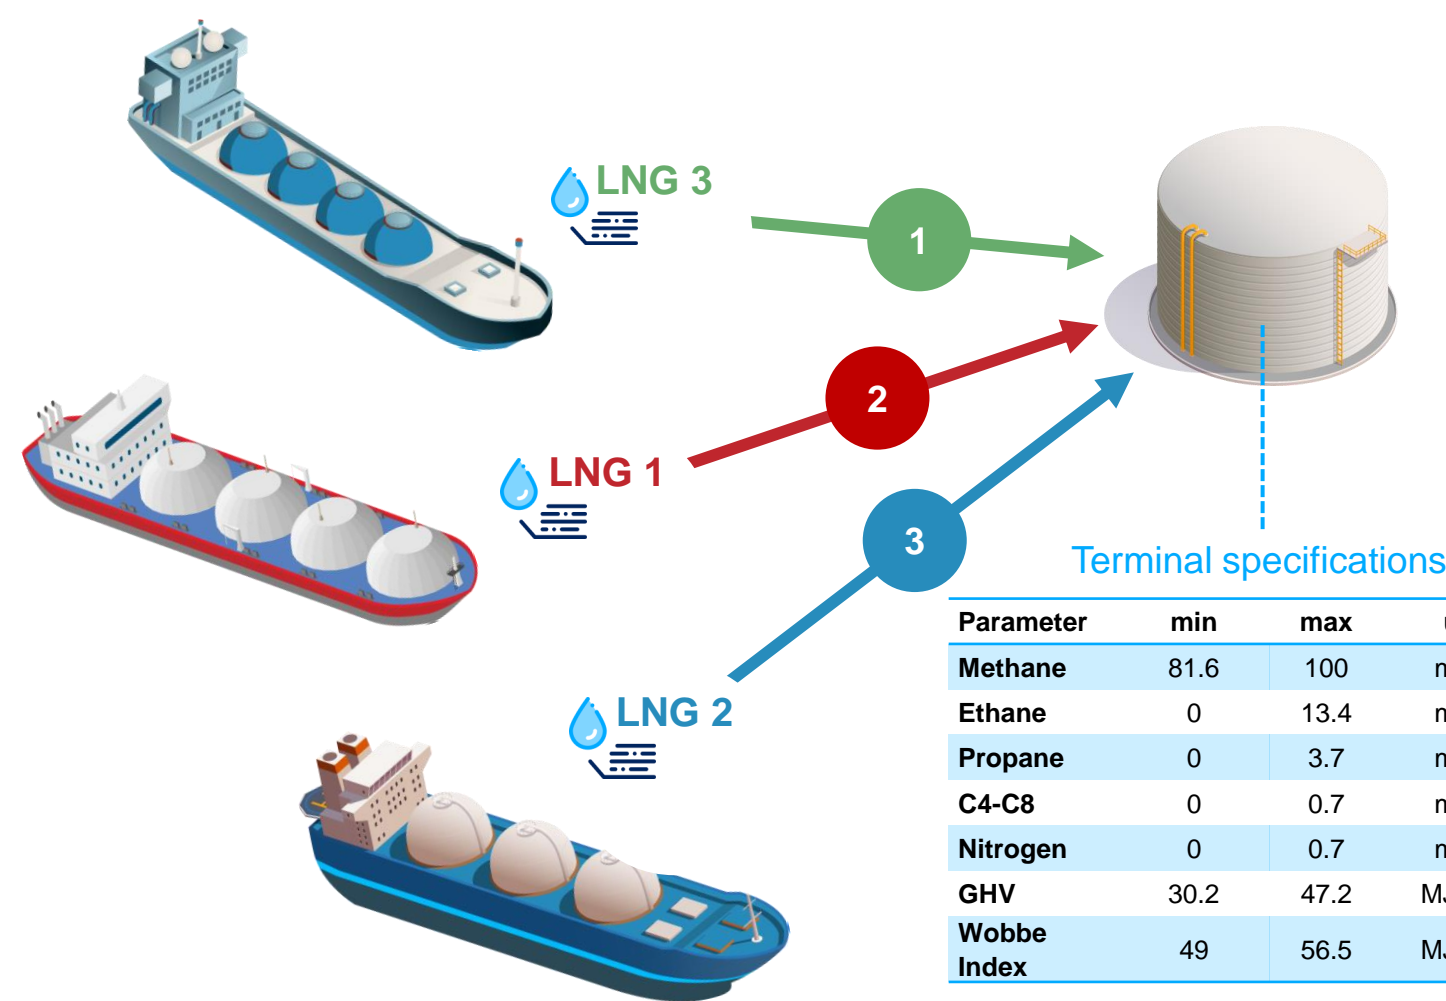 LNG 3
1
2
LNG 1
3
LNG 2
Terminal specifications
Parameter min max
Methane 81.6 100
Ethane 0 13.4
Propane 0 3.7
C4-C8 0 0.7
Nitrogen 0 0.7
GHV 30.2 47.2
Wobbe
Index 49 56.5